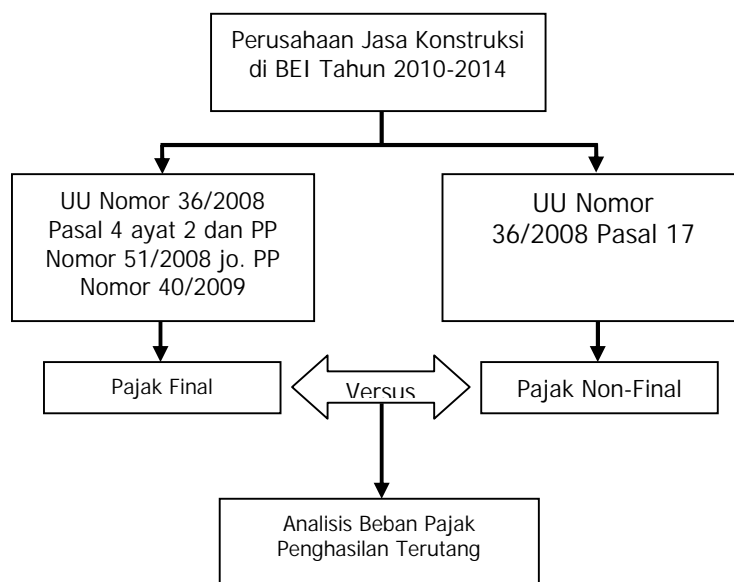 Perusahaan Jasa Konstruksi
di BEI Tahun 2010-2014
UU Nomor 36/2008
Pasal 4 ayat 2 dan PP
Nomor 51/2008 jo. PP
Nomor 40/2009
UU Nomor
36/2008 Pasal 17
Pajak Final
Versus
Pajak Non-Final
Analisis Beban Pajak
Penghasilan Terutang